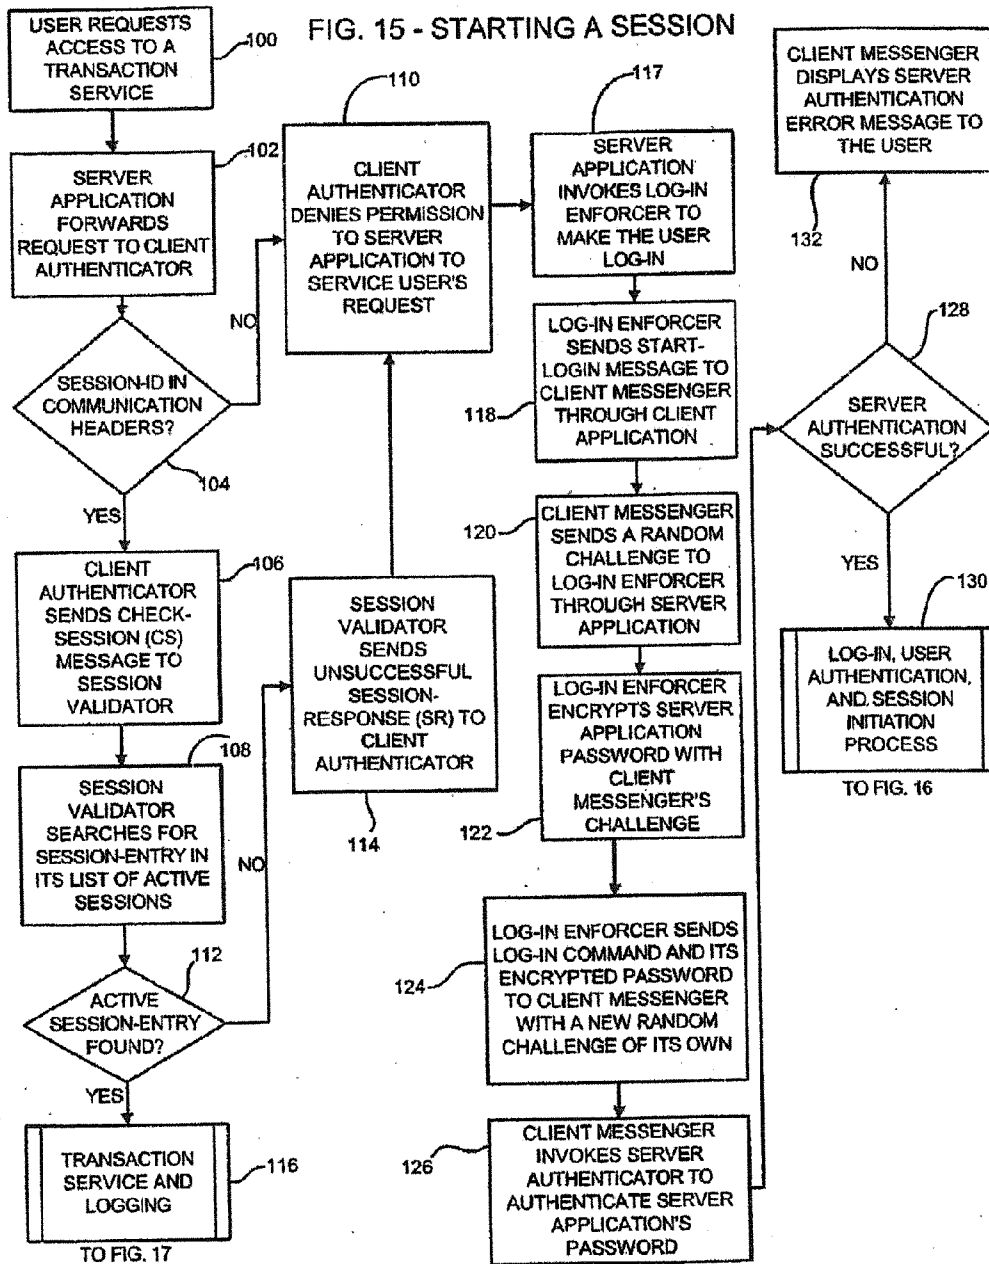 FIG. 15 - STARTING A SESSION
USER REQUESTS
ACCESS TO A
TRANSACTION
SERVICE
100
SERVER
APPLICATION
FORWARDS
REQUEST TO CLIENT
AUTHENTICATOR
102
SESSION-ID IN
COMMUNICATION
HEADERS?
104
NO
YES
CLIENT
AUTHENTICATOR
SENDS CHECK-
SESSION (CS)
MESSAGE TO
SESSION
VALIDATOR
106
SESSION
VALIDATOR
SEARCHES FOR
SESSION-ENTRY IN
ITS LIST OF ACTIVE
SESSIONS
108
ACTIVE
SESSION-ENTRY
FOUND?
112
NO
YES
TRANSACTION
SERVICE AND
LOGGING
116
TO FIG. 17
110
CLIENT
AUTHENTICATOR
DENIES PERMISSION
TO SERVER
APPLICATION TO
SERVICE USER'S
REQUEST
SESSION
VALIDATOR
SENDS
UNSUCCESSFUL
SESSION-
RESPONSE (SR) TO
CLIENT
AUTHENTICATOR
114
117
SERVER
APPLICATION
INVOKES LOG-IN
ENFORCER TO
MAKE THE USER
LOG-IN
LOG-IN ENFORCER
SENDS START-
LOGIN MESSAGE TO
CLIENT MESSENGER
THROUGH CLIENT
APPLICATION
118
CLIENT MESSENGER
SENDS A RANDOM
CHALLENGE TO
LOG-IN ENFORCER
THROUGH SERVER
APPLICATION
120
LOG-IN ENFORCER
ENCRYPTS SERVER
APPLICATION
PASSWORD WITH
CLIENT
MESSENGER'S
CHALLENGE
122
LOG-IN ENFORCER SENDS
LOG-IN COMMAND AND ITS
ENCRYPTED PASSWORD
TO CLIENT MESSENGER
WITH A NEW RANDOM
CHALLENGE OF ITS OWN
124
CLIENT MESSENGER
INVOKES SERVER
AUTHENTICATOR TO
AUTHENTICATE SERVER
APPLICATION'S
PASSWORD
126
CLIENT MESSENGER
DISPLAYS SERVER
AUTHENTICATION
ERROR MESSAGE TO
THE USER
132
NO
128
SERVER
AUTHENTICATION
SUCCESSFUL?
YES
130
LOG-IN, USER
AUTHENTICATION,
AND SESSION
INITIATION
PROCESS
TO FIG. 16